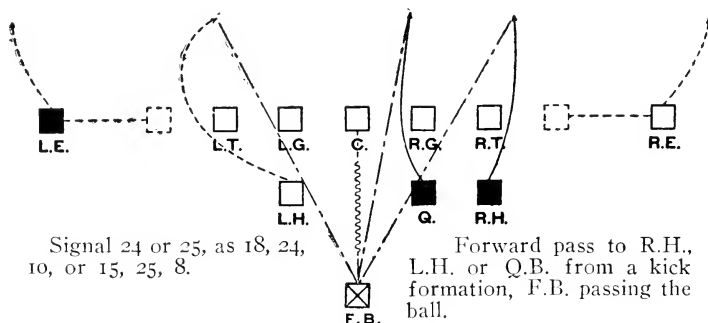 L.E. L.T. L.G. C. R.G. R.T. R.E.
L.H. Q. R.H.
Signal 24 or 25, as 18, 24,
10, or 15, 25, 8.
Forward pass to R.H.,
L.H. or Q.B. from a kick
formation, F.B. passing the
ball.
F.B.